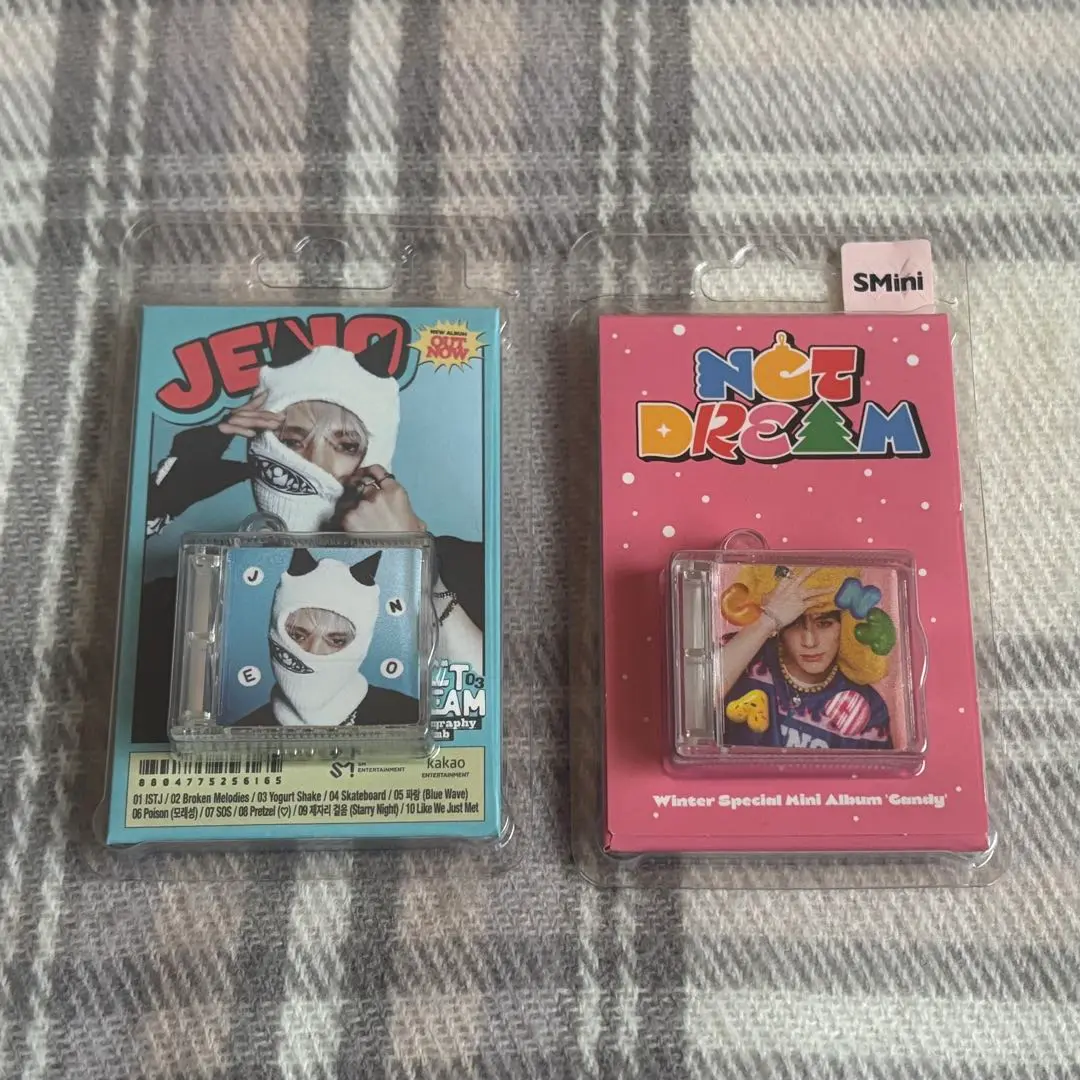 JENO
NEW ALBUM
OUT
NOW
J
N
E
O
03
8804775256165
SM
ENTERTAINMENT
kakao
ENTERTAINMENT
01 ISTJ / 02 Broken Melodies / 03 Yogurt Shake / 04 Skateboard / 05 파랑 (Blue Wave)
06 Poison (모래성) / 07 SOS / 08 Pretzel (♡) / 09 제자리 걸음 (Starry Night) / 10 Like We Just Met
SMini
NCT
DREAM
Winter Special Mini Album 'Candy'